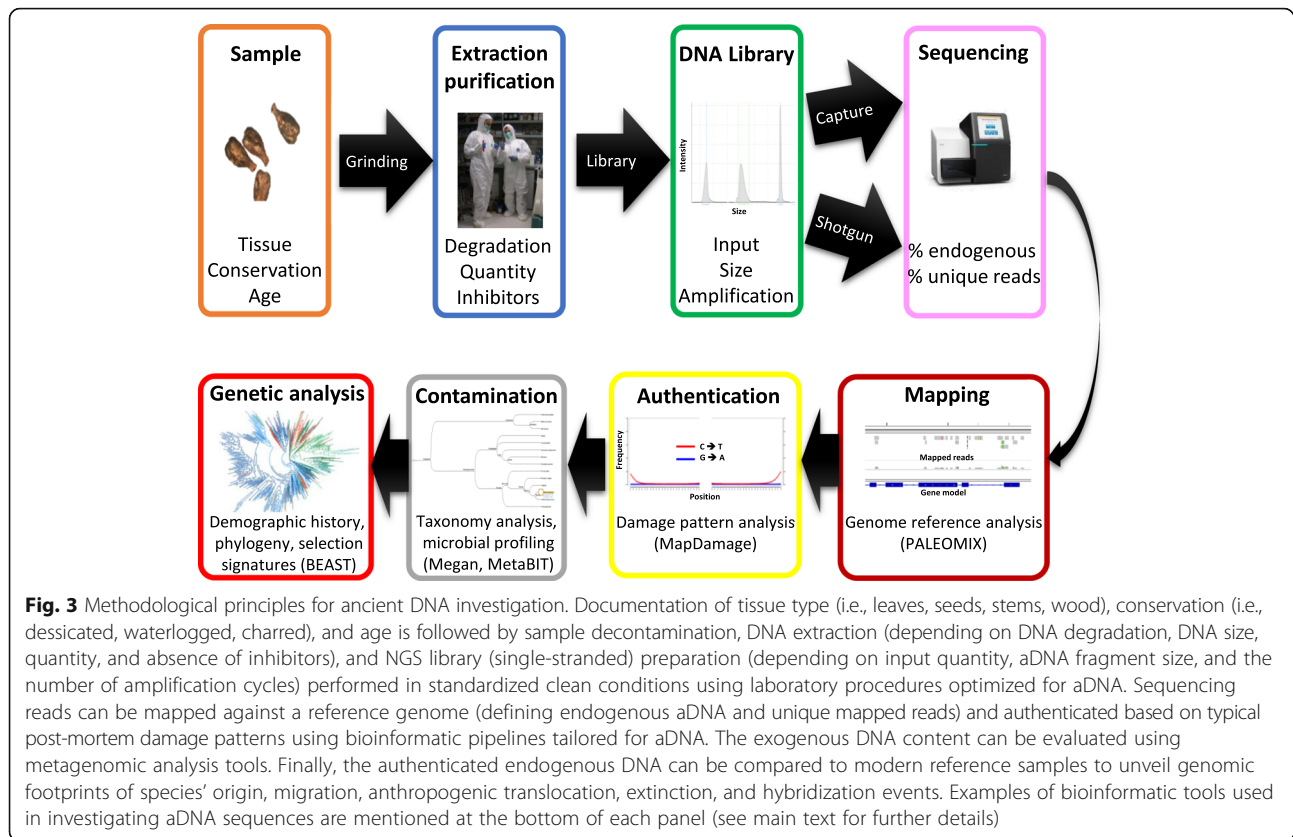 Sample
Tissue
Conservation
Age
Grinding
Extraction
purification
Degradation
Quantity
Inhibitors
Library
DNA Library
Intensity
Size
Input
Size
Amplification
Capture
Shotgun
Sequencing
% endogenous
% unique reads
Genetic analysis
Demographic history,
phylogeny, selection
signatures (BEAST)
Contamination
Taxonomy analysis,
microbial profiling
(Megan, MetaBIT)
Authentication
Frequency
C → T
G → A
Position
Damage pattern analysis
(MapDamage)
Mapping
Mapped reads
Gene model
Genome reference analysis
(PALEOMIX)
Fig. 3 Methodological principles for ancient DNA investigation. Documentation of tissue type (i.e., leaves, seeds, stems, wood), conservation (i.e.,
dessicated, waterlogged, charred), and age is followed by sample decontamination, DNA extraction (depending on DNA degradation, DNA size,
quantity, and absence of inhibitors), and NGS library (single-stranded) preparation (depending on input quantity, aDNA fragment size, and the
number of amplification cycles) performed in standardized clean conditions using laboratory procedures optimized for aDNA. Sequencing
reads can be mapped against a reference genome (defining endogenous aDNA and unique mapped reads) and authenticated based on typical
post-mortem damage patterns using bioinformatic pipelines tailored for aDNA. The exogenous DNA content can be evaluated using
metagenomic analysis tools. Finally, the authenticated endogenous DNA can be compared to modern reference samples to unveil genomic
footprints of species' origin, migration, anthropogenic translocation, extinction, and hybridization events. Examples of bioinformatic tools used
in investigating aDNA sequences are mentioned at the bottom of each panel (see main text for further details)